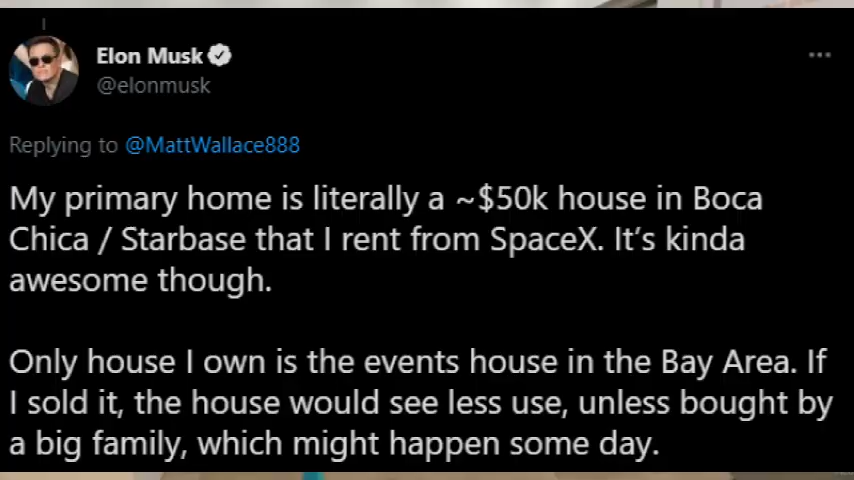 Elon Musk
@elonmusk
Replying to @MattWallace888
My primary home is literally a ~$50k house in Boca
Chica / Starbase that I rent from SpaceX. It’s kinda
awesome though.
Only house I own is the events house in the Bay Area. If
I sold it, the house would see less use, unless bought by
a big family, which might happen some day.